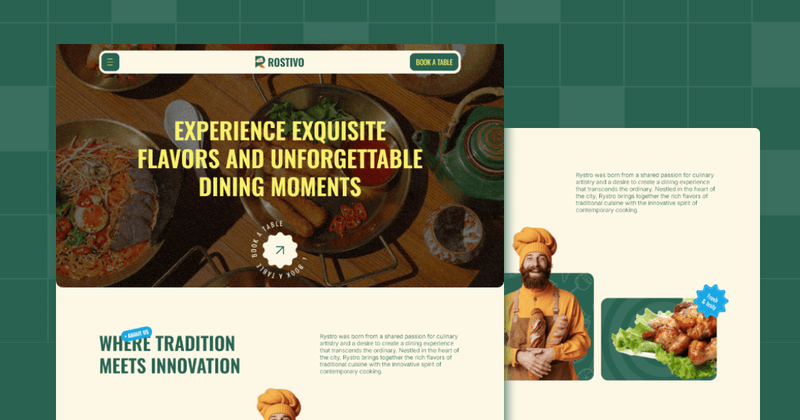 ROSTIVO
BOOK A TABLE
EXPERIENCE EXQUISITE
FLAVORS AND UNFORGETTABLE
DINING MOMENTS
BOOK A TABLE
BOOK A TABLE
ABOUT US
WHERE TRADITION
MEETS INNOVATION
Rystro was born from a shared passion for culinary
artistry and a desire to create a dining experience
that transcends the ordinary. Nestled in the heart of
the city, Rystro brings together the rich flavors of
traditional cuisine with the innovative spirit of
contemporary cooking.
Rystro was born from a shared passion for culinary
artistry and a desire to create a dining experience
that transcends the ordinary. Nestled in the heart of
the city, Rystro brings together the rich flavors of
traditional cuisine with the innovative spirit of
contemporary cooking.
Fresh
& tasty